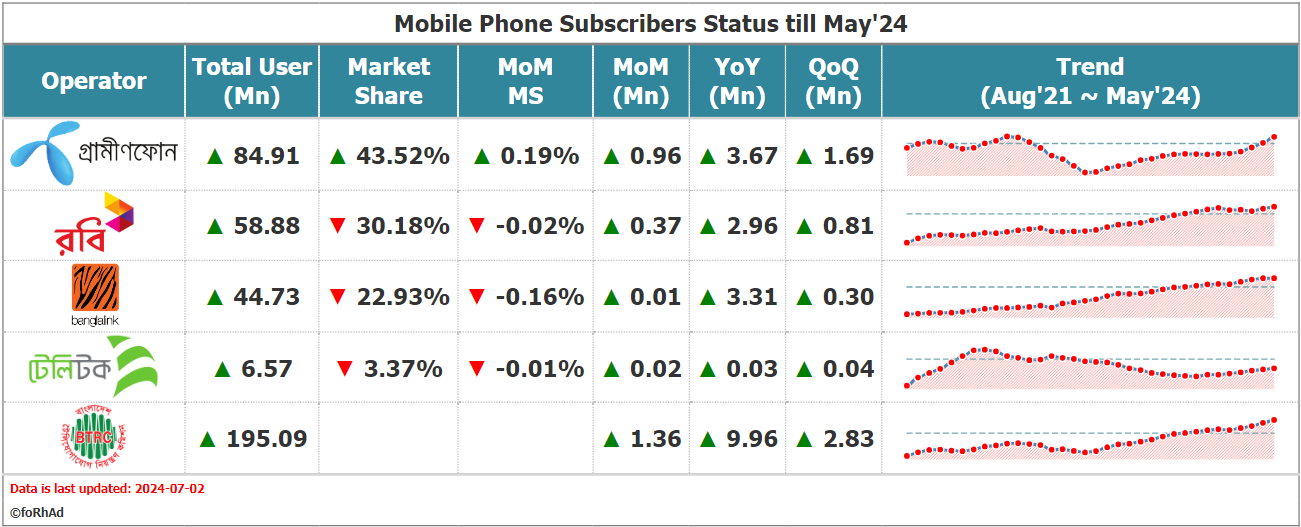 Mobile Phone Subscribers Status till May'24
Operator Total User (Mn) Market Share MoM MS MoM (Mn) YoY (Mn) QoQ (Mn) Trend (Aug'21 ~ May'24)
গ্রামীণফোন ▲ 84.91 ▲ 43.52% ▲ 0.19% ▲ 0.96 ▲ 3.67 ▲ 1.69
রবি ▲ 58.88 ▼ 30.18% ▼ -0.02% ▲ 0.37 ▲ 2.96 ▲ 0.81
banglalink ▲ 44.73 ▼ 22.93% ▼ -0.16% ▲ 0.01 ▲ 3.31 ▲ 0.30
টেলিটক ▲ 6.57 ▼ 3.37% ▼ -0.01% ▲ 0.02 ▲ 0.03 ▲ 0.04
বাংলাদেশ টেলিযোগাযোগ নিয়ন্ত্রণ কমিশন BTRC ▲ 195.09 ▲ 1.36 ▲ 9.96 ▲ 2.83
Data is last updated: 2024-07-02
©foRhAd